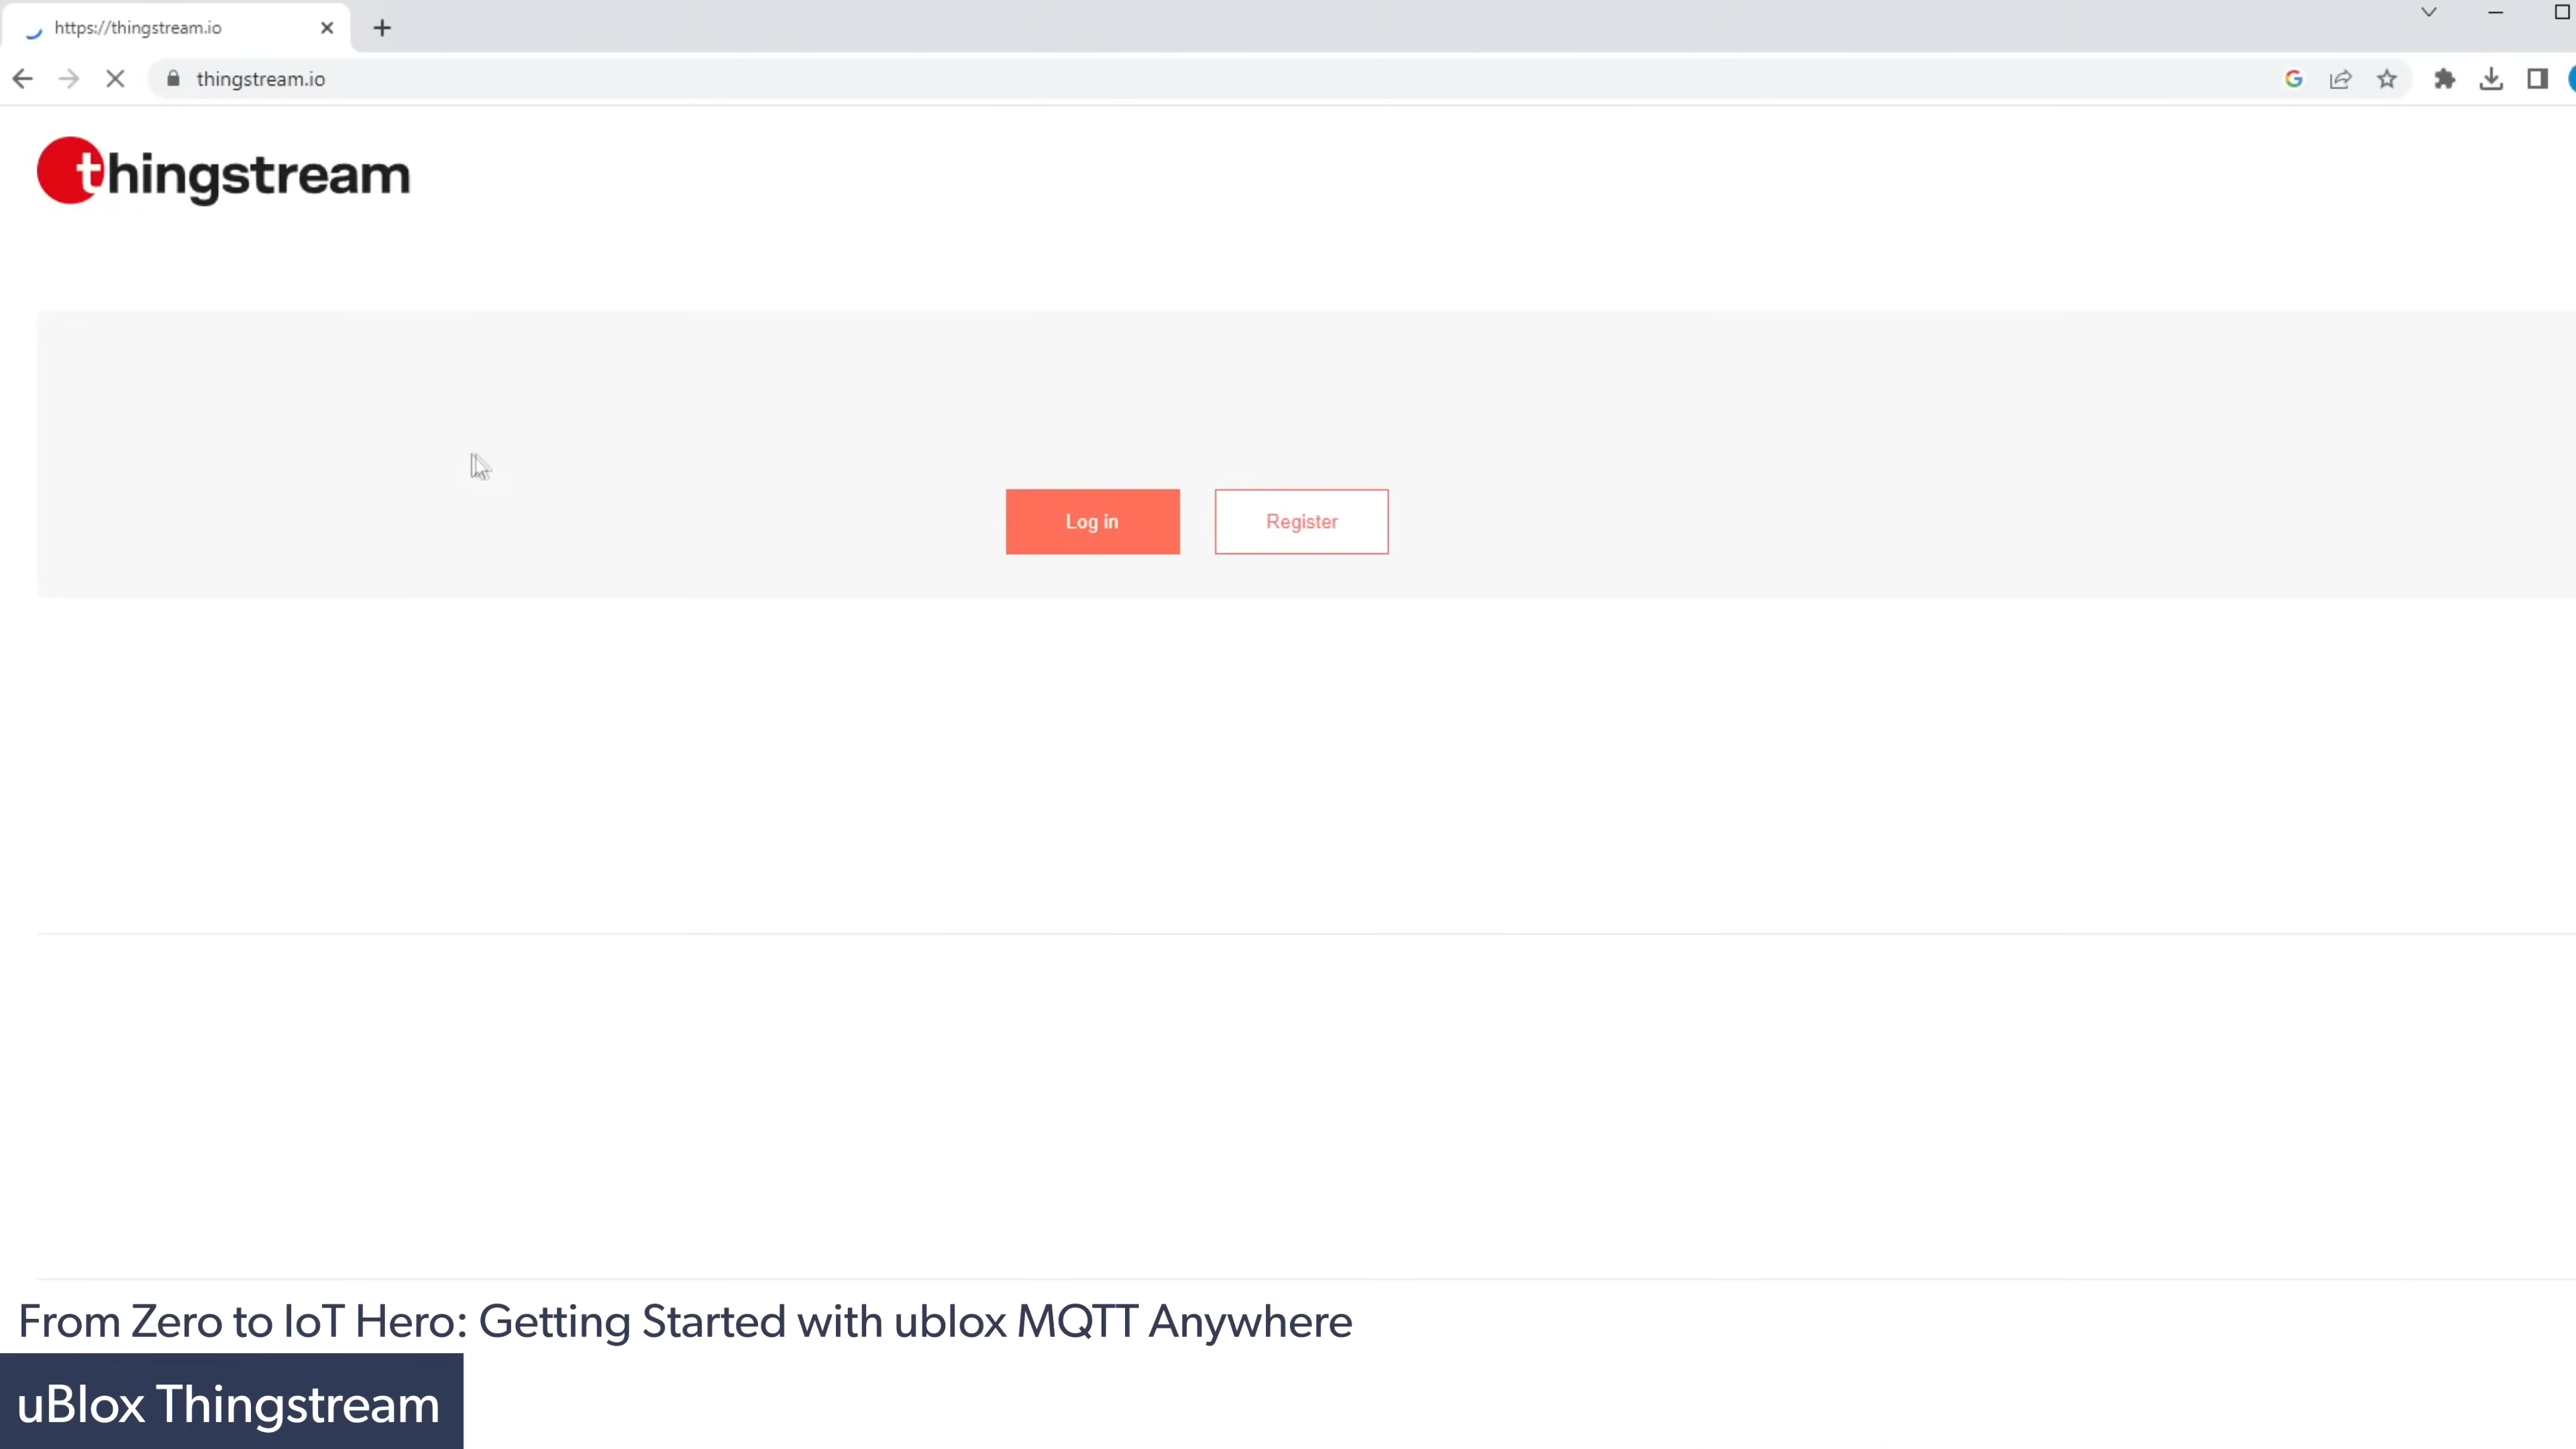 https://thingstream.io
thingstream.io
thingstream
Log in
Register
From Zero to IoT Hero: Getting Started with ublox MQTT Anywhere
uBlox Thingstream